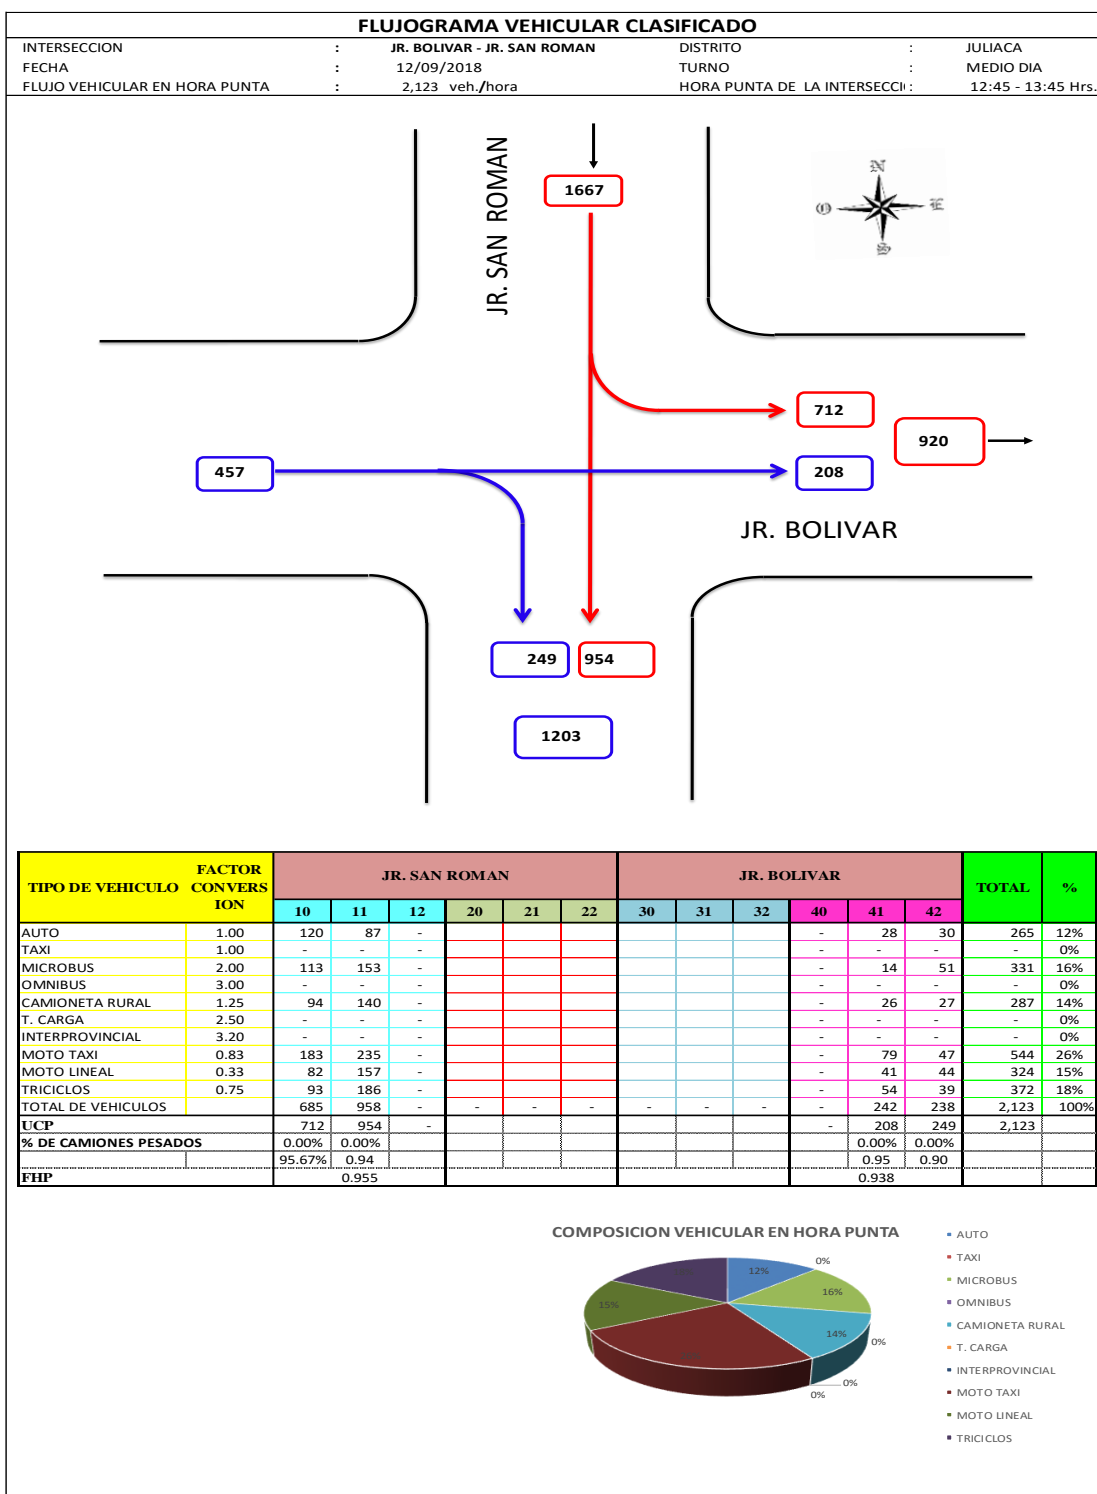 FLUJOGRAMA VEHICULAR CLASIFICADO
INTERSECCION : JR. BOLIVAR - JR. SAN ROMAN DISTRITO : JULIACA
FECHA : 12/09/2018 TURNO : MEDIO DIA
FLUJO VEHICULAR EN HORA PUNTA : 2,123 veh./hora HORA PUNTA DE LA INTERSECCI : 12:45 - 13:45 Hrs.
JR. SAN ROMAN
1667
N
O E
S
712
920
457
208
JR. BOLIVAR
249 954
1203
TIPO DE VEHICULO FACTOR CONVERSION JR. SAN ROMAN JR. BOLIVAR TOTAL %
10 11 12 20 21 22 30 31 32 40 41 42
AUTO 1.00 120 87 - - 28 30 265 12%
TAXI 1.00 - - - - - - - 0%
MICROBUS 2.00 113 153 - - 14 51 331 16%
OMNIBUS 3.00 - - - - - - - 0%
CAMIONETA RURAL 1.25 94 140 - - 26 27 287 14%
T. CARGA 2.50 - - - - - - - 0%
INTERPROVINCIAL 3.20 - - - - - - - 0%
MOTO TAXI 0.83 183 235 - - 79 47 544 26%
MOTO LINEAL 0.33 82 157 - - 41 44 324 15%
TRICICLOS 0.75 93 186 - - 54 39 372 18%
TOTAL DE VEHICULOS 685 958 - - - - - - - - 242 238 2,123 100%
UCP 712 954 - - 208 249 2,123
% DE CAMIONES PESADOS 0.00% 0.00% 0.00% 0.00%
95.67% 0.94 0.95 0.90
FHP 0.955 0.938
COMPOSICION VEHICULAR EN HORA PUNTA
12%
0%
16%
0%
14%
0%
0%
15%
AUTO
TAXI
MICROBUS
OMNIBUS
CAMIONETA RURAL
T. CARGA
INTERPROVINCIAL
MOTO TAXI
MOTO LINEAL
TRICICLOS